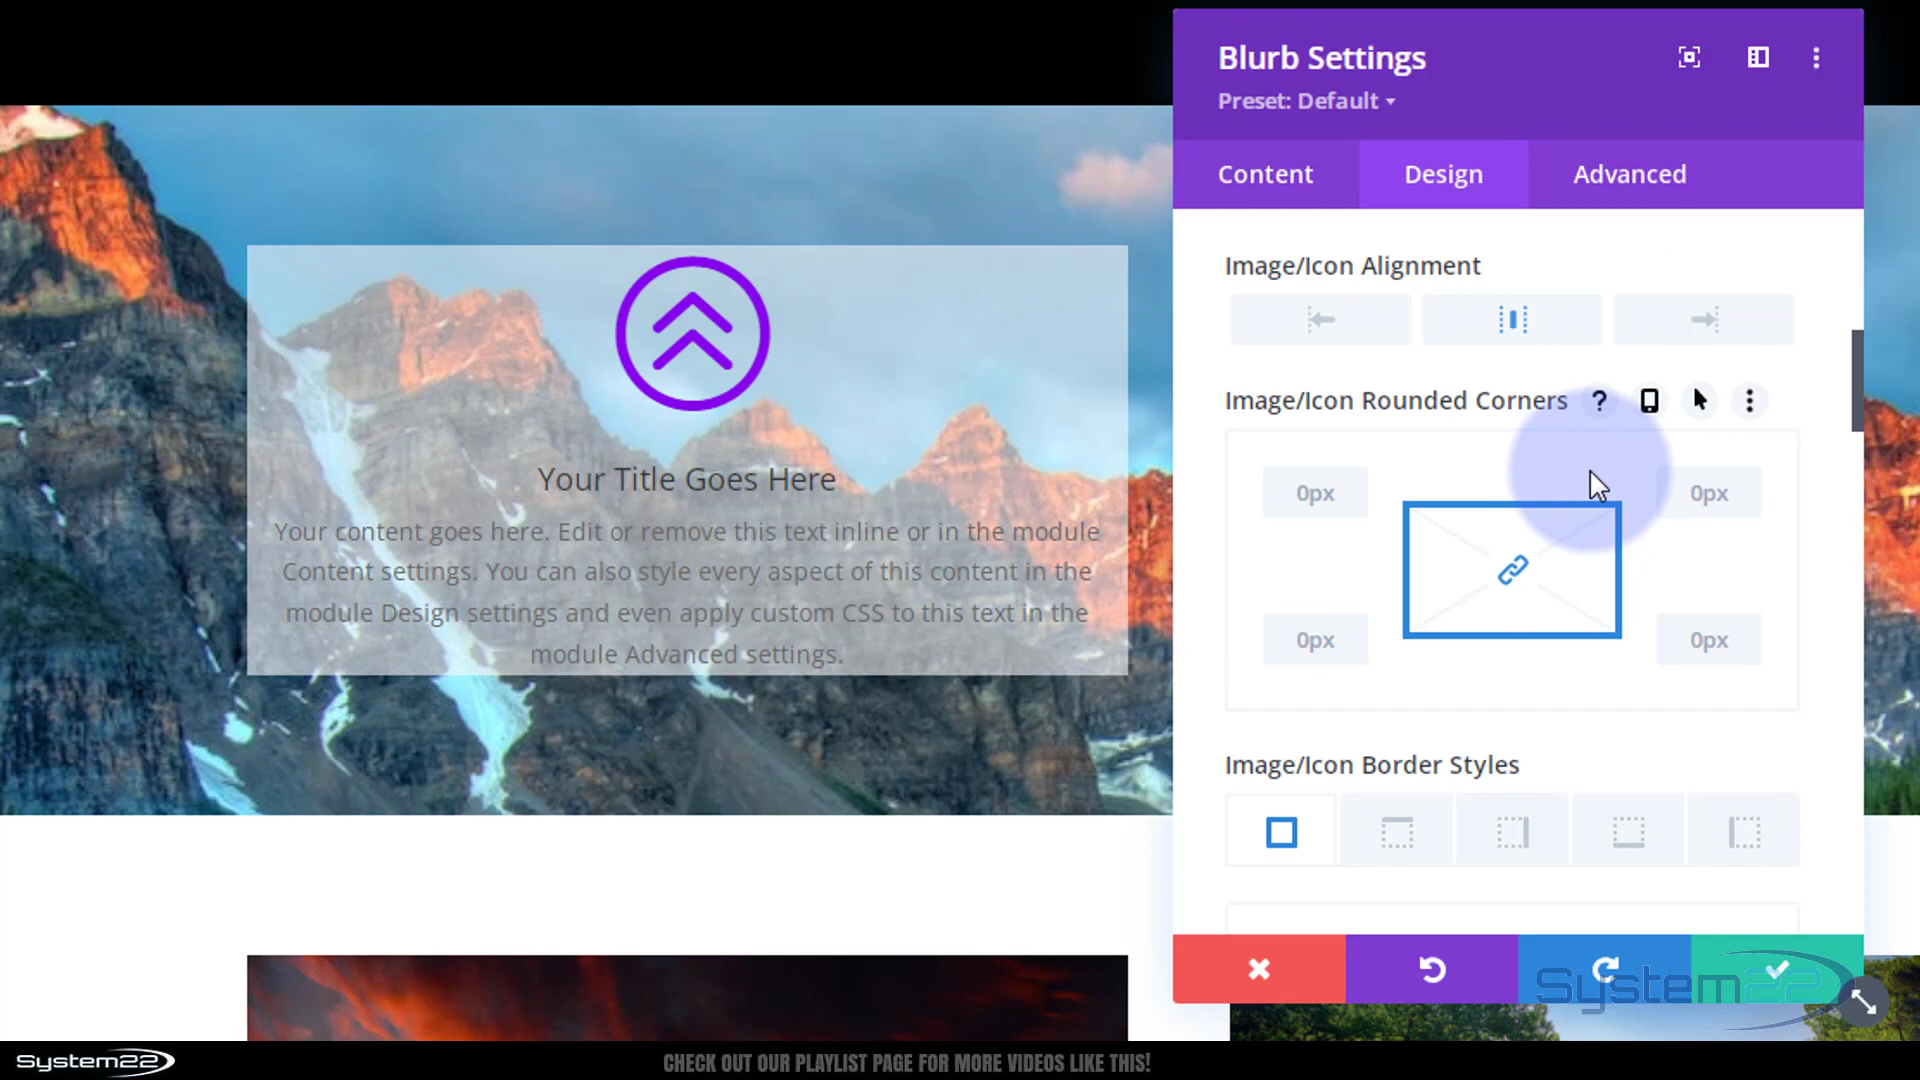 Blurb Settings
Preset: Default
Content
Design
Advanced
Image/Icon Alignment
Image/Icon Rounded Corners ?
0px
0px
0px
0px
Image/Icon Border Styles
Your Title Goes Here
Your content goes here. Edit or remove this text inline or in the module
Content settings. You can also style every aspect of this content in the
module Design settings and even apply custom CSS to this text in the
module Advanced settings.
System22
System22
CHECK OUT OUR PLAYLIST PAGE FOR MORE VIDEOS LIKE THIS!